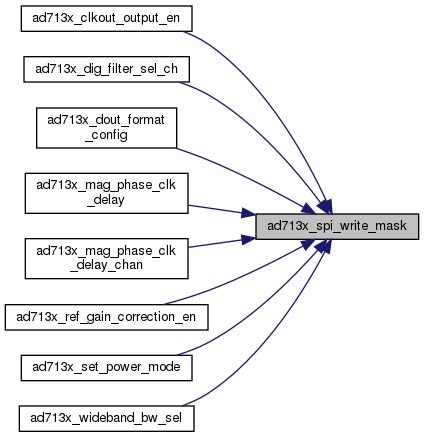 ad713x_clkout_output_en
ad713x_dig_filter_sel_ch
ad713x_dout_format
_config
ad713x_mag_phase_clk
_delay
ad713x_spi_write_mask
ad713x_mag_phase_clk
_delay_chan
ad713x_ref_gain_correction_en
ad713x_set_power_mode
ad713x_wideband_bw_sel